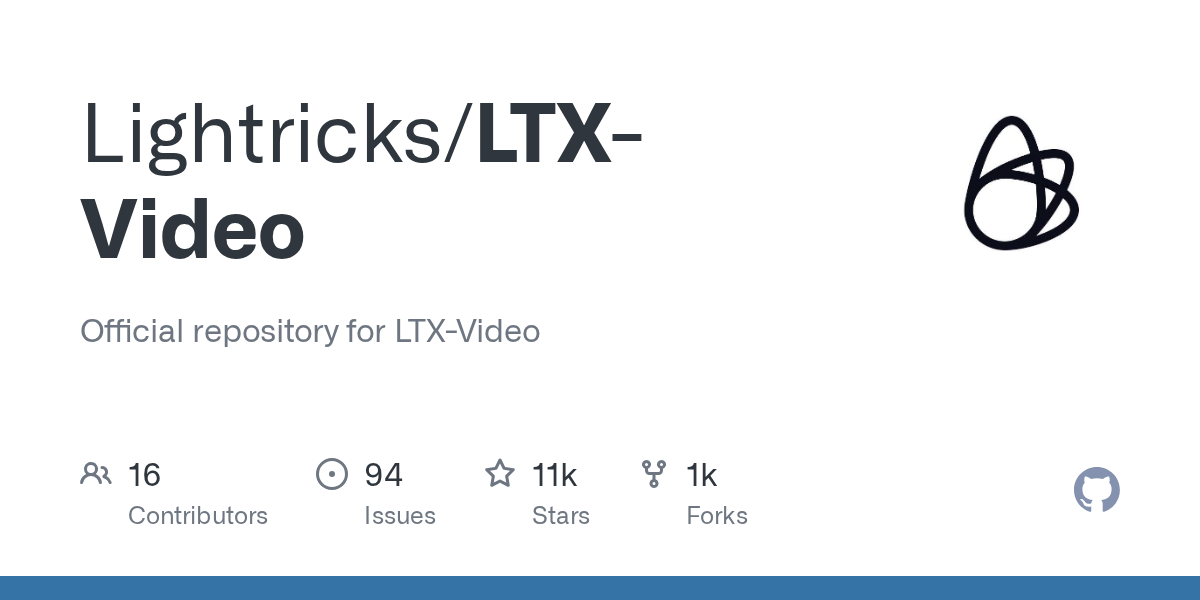 Lightricks/LTX-
Video
Official repository for LTX-Video
16 94 11k 1k
Contributors Issues Stars Forks